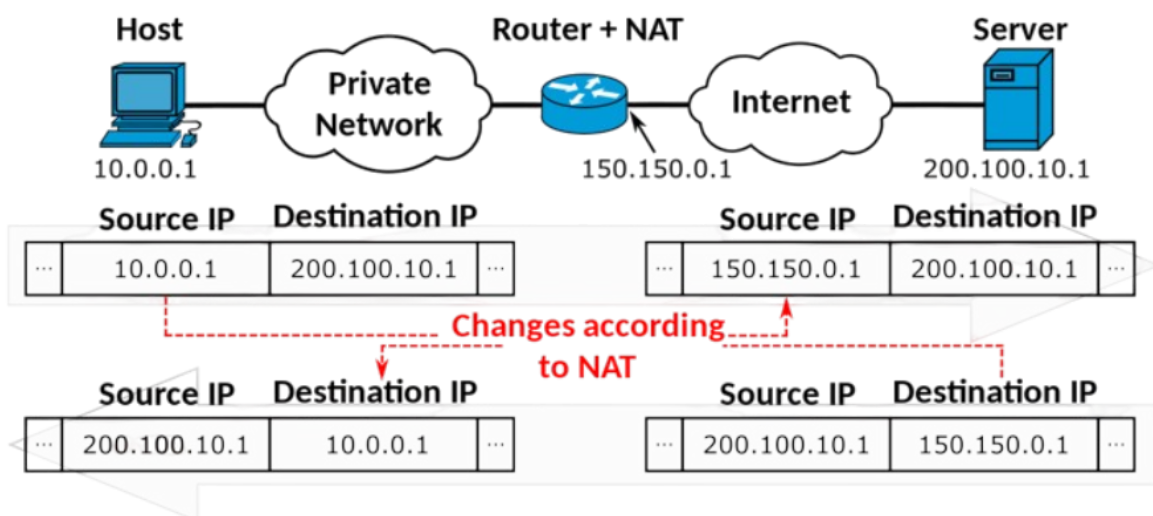 Host
Router + NAT
Server
Private
Network
Internet
10.0.0.1
150.150.0.1
200.100.10.1
Source IP Destination IP
Source IP Destination IP
... 10.0.0.1 200.100.10.1 ...
... 150.150.0.1 200.100.10.1 ...
Changes according
to NAT
Source IP Destination IP
Source IP Destination IP
... 200.100.10.1 10.0.0.1 ...
... 200.100.10.1 150.150.0.1 ...